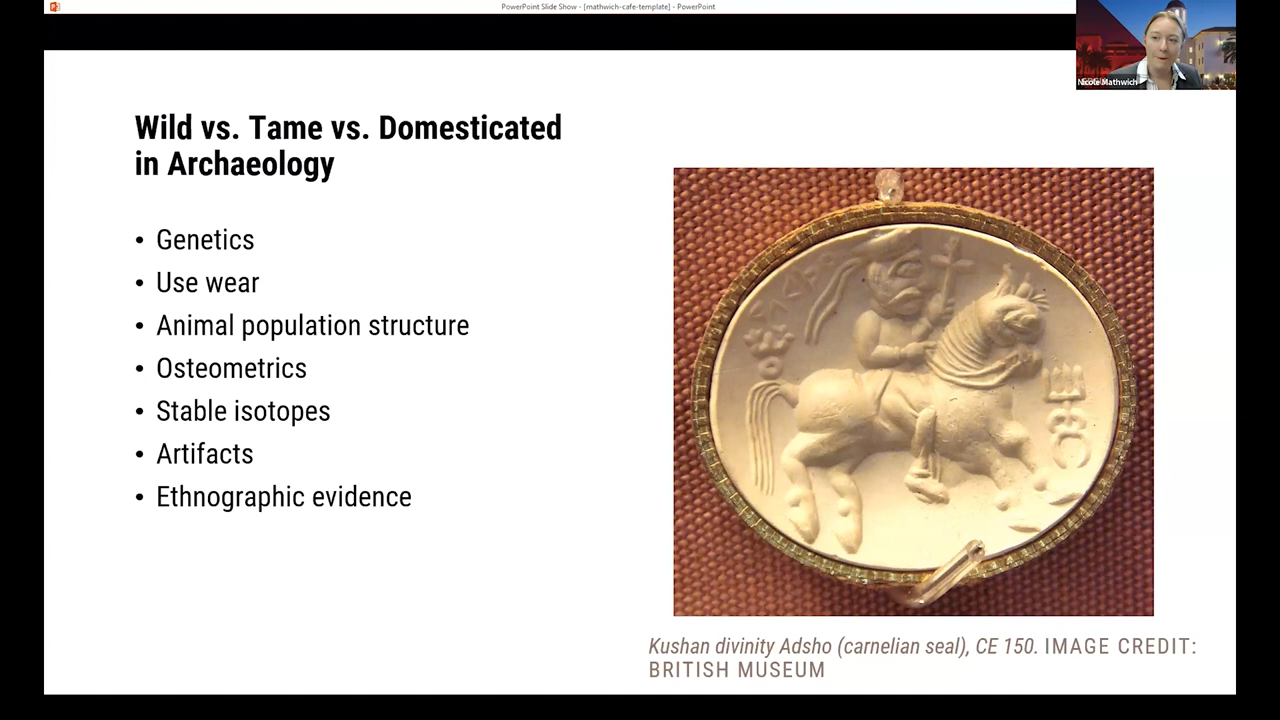 PowerPoint Slide Show - [mathwich-cafe-template] - PowerPoint
Nicole Mathwich
Wild vs. Tame vs. Domesticated
in Archaeology
• Genetics
• Use wear
• Animal population structure
• Osteometrics
• Stable isotopes
• Artifacts
• Ethnographic evidence
Kushan divinity Adsho (carnelian seal), CE 150. IMAGE CREDIT:
BRITISH MUSEUM